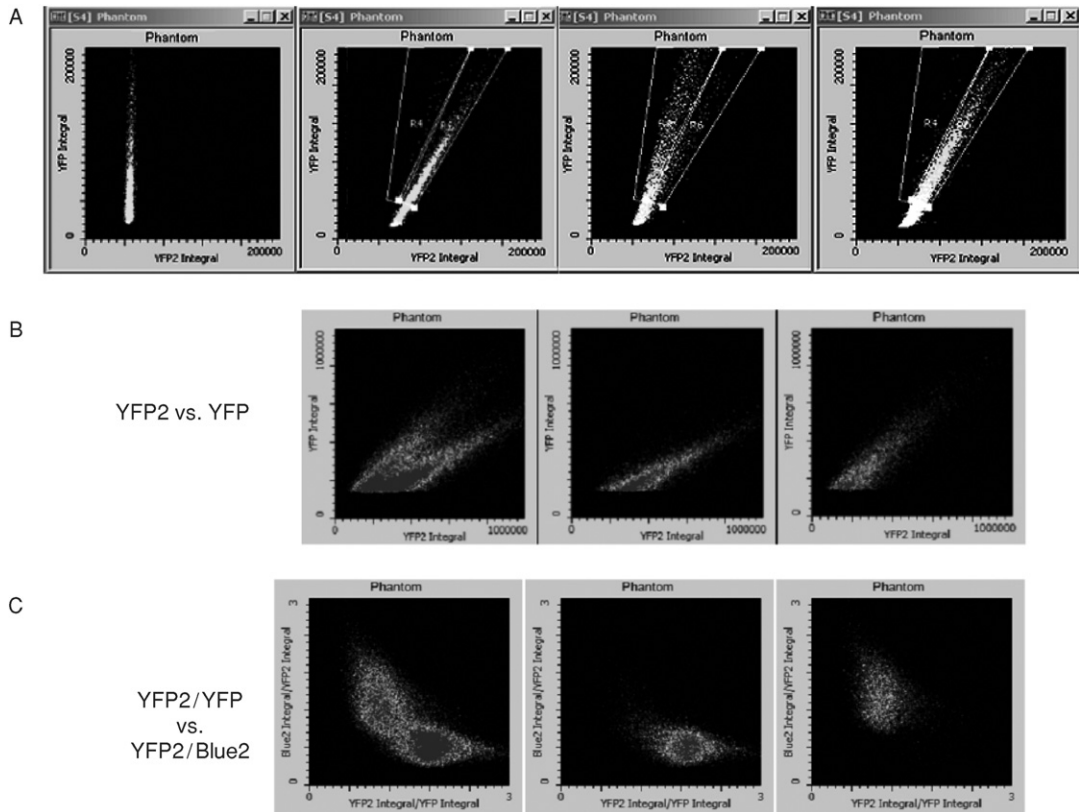 A
[S4] Phantom
Phantom
YFP Integral
200000
0
0
200000
YFP2 Integral
[S4] Phantom
Phantom
YFP Integral
200000
0
R4
R6
0
200000
YFP2 Integral
[S4] Phantom
Phantom
YFP Integral
200000
0
R6
0
200000
YFP2 Integral
[S4] Phantom
Phantom
YFP Integral
200000
0
R4
R6
0
200000
YFP2 Integral
B
YFP2 vs. YFP
Phantom
YFP Integral
1000000
0
0
1000000
YFP2 Integral
Phantom
YFP Integral
1000000
0
0
1000000
YFP2 Integral
Phantom
YFP Integral
1000000
0
0
1000000
YFP2 Integral
C
YFP2/YFP
vs.
YFP2/Blue2
Phantom
Blue2 Integral/YFP2 Integral
3
0
0
3
YFP2 Integral/YFP Integral
Phantom
Blue2 Integral/YFP2 Integral
3
0
0
3
YFP2 Integral/YFP Integral
Phantom
Blue2 Integral/YFP2 Integral
3
0
0
3
YFP2 Integral/YFP Integral